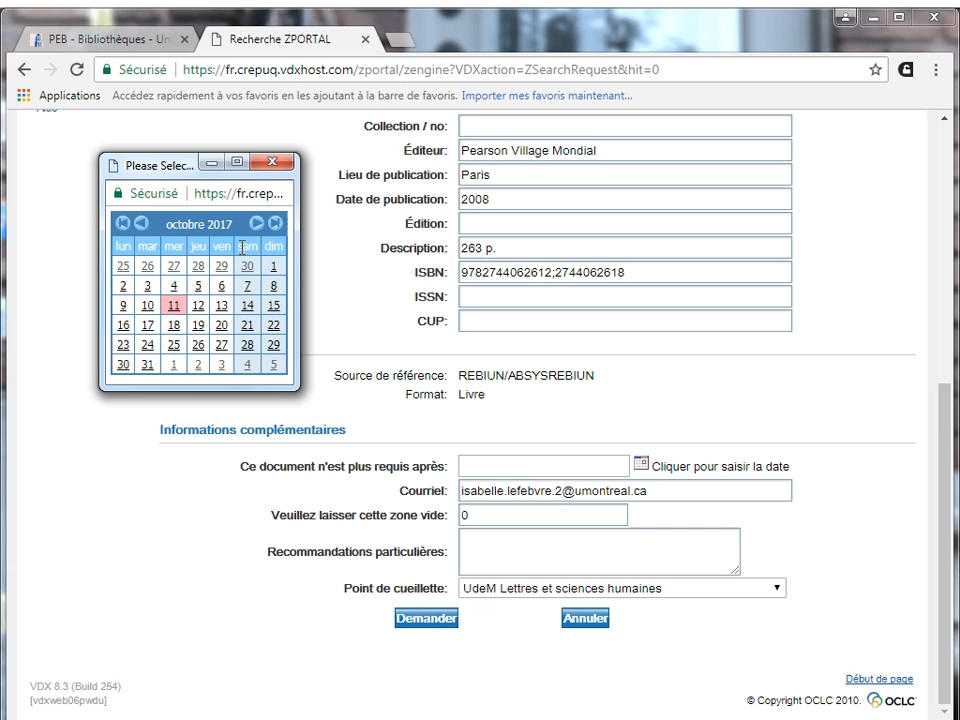 PEB - Bibliothèques - Un
Recherche ZPORTAL
Sécurisé
https://fr.crepuq.vdxhost.com/zportal/zengine?VDXaction=ZSearchRequest&hit=0
Applications
Accédez rapidement à vos favoris en les ajoutant à la barre de favoris. Importer mes favoris maintenant...
Collection / no:
Éditeur: Pearson Village Mondial
Lieu de publication: Paris
Date de publication: 2008
Édition:
Description: 263 p.
ISBN: 9782744062612;2744062618
ISSN:
CUP:
Please Selec...
Sécurisé https://fr.crep...
octobre 2017
lun mar mer jeu ven sam dim
25 26 27 28 29 30 1
2 3 4 5 6 7 8
9 10 11 12 13 14 15
16 17 18 19 20 21 22
23 24 25 26 27 28 29
30 31 1 2 3 4 5
Source de référence: REBIUN/ABSYSREBIUN
Format: Livre
Informations complémentaires
Ce document n'est plus requis après: Cliquer pour saisir la date
Courriel: isabelle.lefebvre.2@umontreal.ca
Veuillez laisser cette zone vide: 0
Recommandations particulières:
Point de cueillette: UdeM Lettres et sciences humaines
Demander Annuler
Début de page
VDX 8.3 (Build 254)
[vdxweb06pwdu]
© Copyright OCLC 2010. OCLC